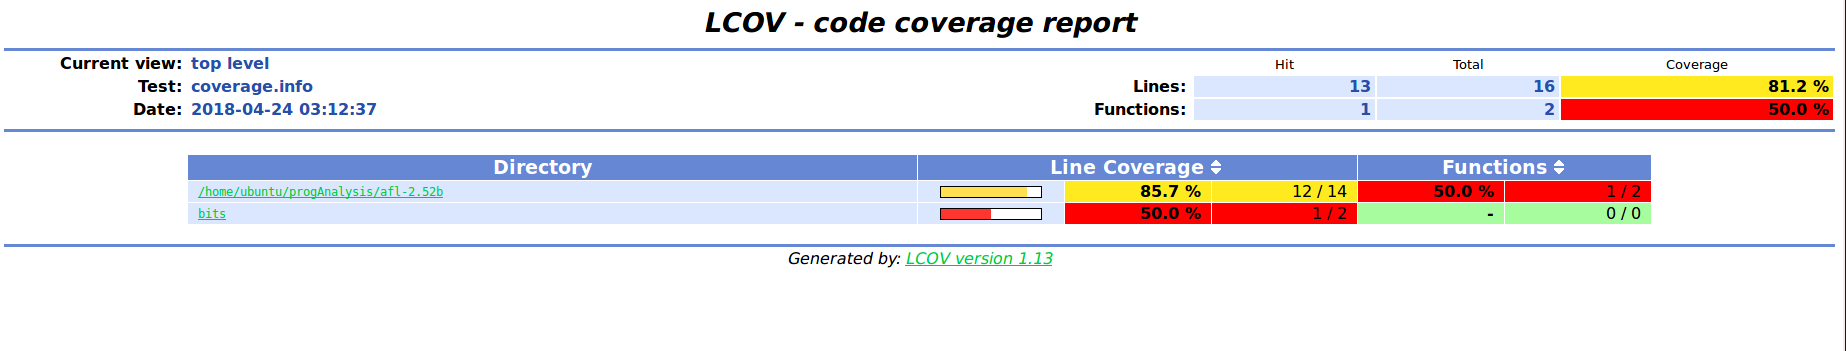 LCOV - code coverage report
Current view: top level
Hit Total Coverage
Test: coverage.info Lines: 13 16 81.2 %
Date: 2018-04-24 03:12:37 Functions: 1 2 50.0 %
Directory Line Coverage Functions
/home/ubuntu/progAnalysis/afl-2.52b 85.7 % 12 / 14 50.0 % 1 / 2
bits 50.0 % 1 / 2 - 0 / 0
Generated by: LCOV version 1.13